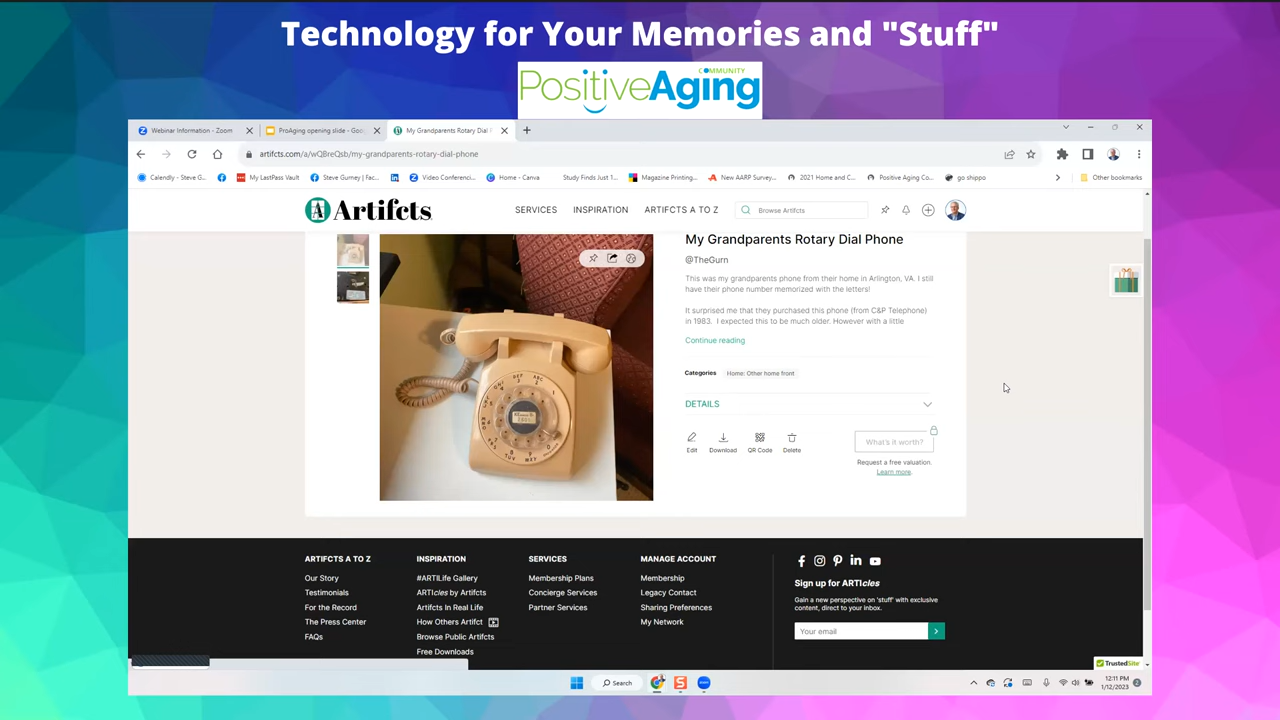 Technology for Your Memories and "Stuff"
COMMUNITY
PositiveAging
Webinar Information - Zoom
ProAging opening slide - Goo
My Grandparents Rotary Dial P
artifcts.com/a/wQBreQsb/my-grandparents-rotary-dial-phone
Calendly - Steve G...
My LastPass Vault
Steve Gurney | Fac...
Video Conferenci...
Home - Canva
Study Finds Just 1...
Magazine Printing...
New AARP Survey...
2021 Home and C...
Positive Aging Co...
go shippo
Other bookmarks
Artifcts
SERVICES
INSPIRATION
ARTIFCTS A TO Z
Browse Artifcts
My Grandparents Rotary Dial Phone
@TheGurn
This was my grandparents phone from their home in Arlington, VA. I still
have their phone number memorized with the letters!
It surprised me that they purchased this phone (from C&P Telephone)
in 1983. I expected this to be much older. However with a little
Continue reading
Categories
Home: Other home front
DETAILS
Edit
Download
QR Code
Delete
What's it worth?
Request a free valuation.
Learn more.
ARTIFCTS A TO Z
Our Story
Testimonials
For the Record
The Press Center
FAQs
INSPIRATION
#ARTILife Gallery
ARTIcles by Artifcts
Artifcts In Real Life
How Others Artifct
Browse Public Artifcts
Free Downloads
SERVICES
Membership Plans
Concierge Services
Partner Services
MANAGE ACCOUNT
Membership
Legacy Contact
Sharing Preferences
My Network
Sign up for ARTIcles
Gain a new perspective on 'stuff' with exclusive
content, direct to your inbox.
Your email
TrustedSite
Search
12:11 PM
1/12/2023